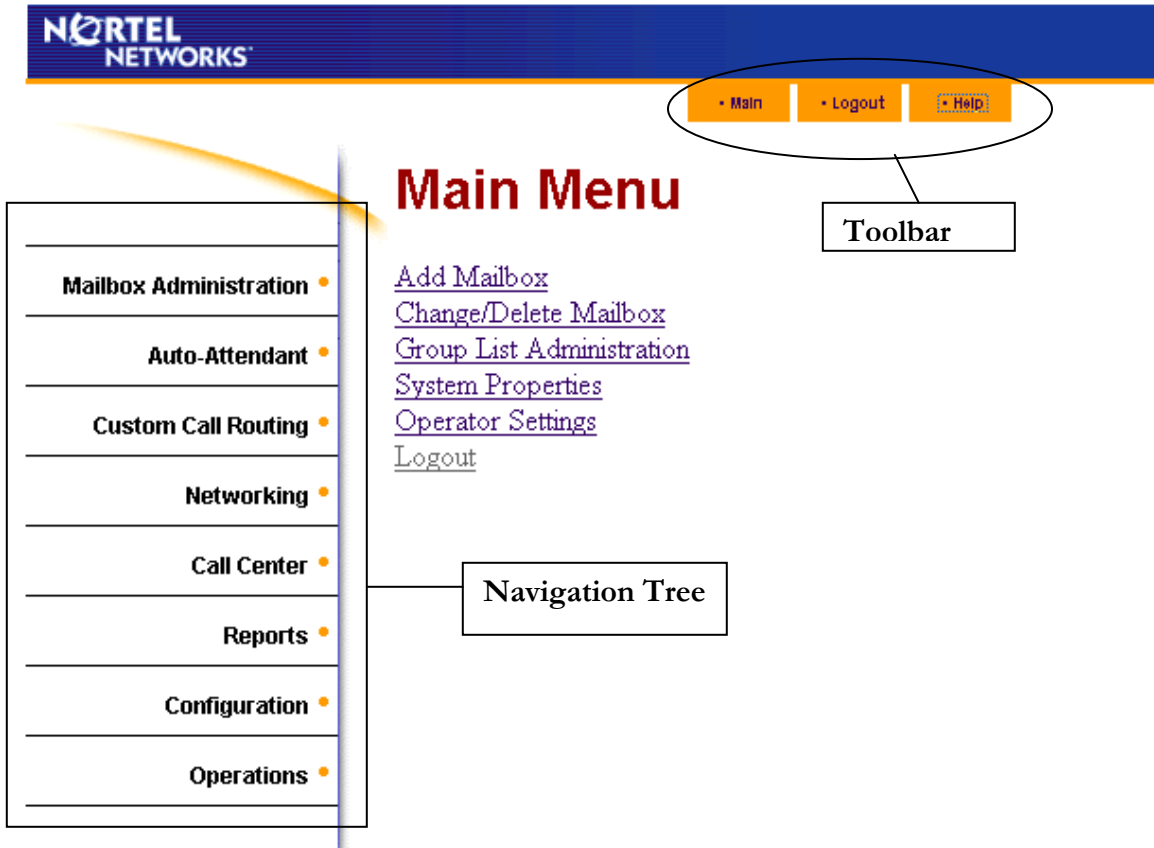 NORTEL
NETWORKS
• Main • Logout • Help
Main Menu
Toolbar
Mailbox Administration •
Auto-Attendant •
Custom Call Routing •
Networking •
Call Center •
Reports •
Configuration •
Operations •
Add Mailbox
Change/Delete Mailbox
Group List Administration
System Properties
Operator Settings
Logout
Navigation Tree